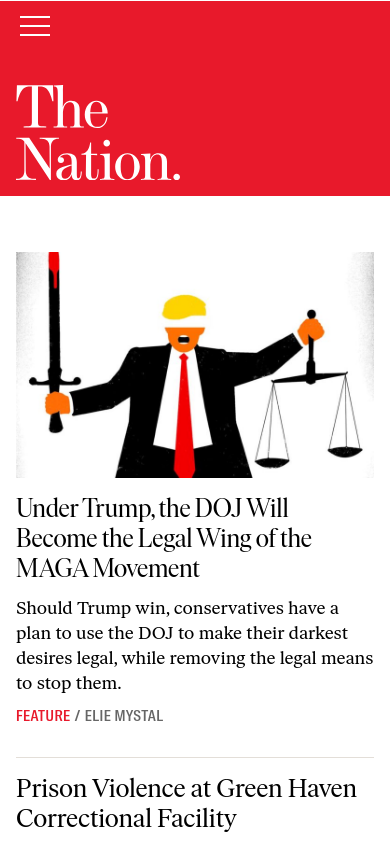 The
Nation.
Under Trump, the DOJ Will
Become the Legal Wing of the
MAGA Movement
Should Trump win, conservatives have a
plan to use the DOJ to make their darkest
desires legal, while removing the legal means
to stop them.
FEATURE / ELIE MYSTAL
Prison Violence at Green Haven
Correctional Facility